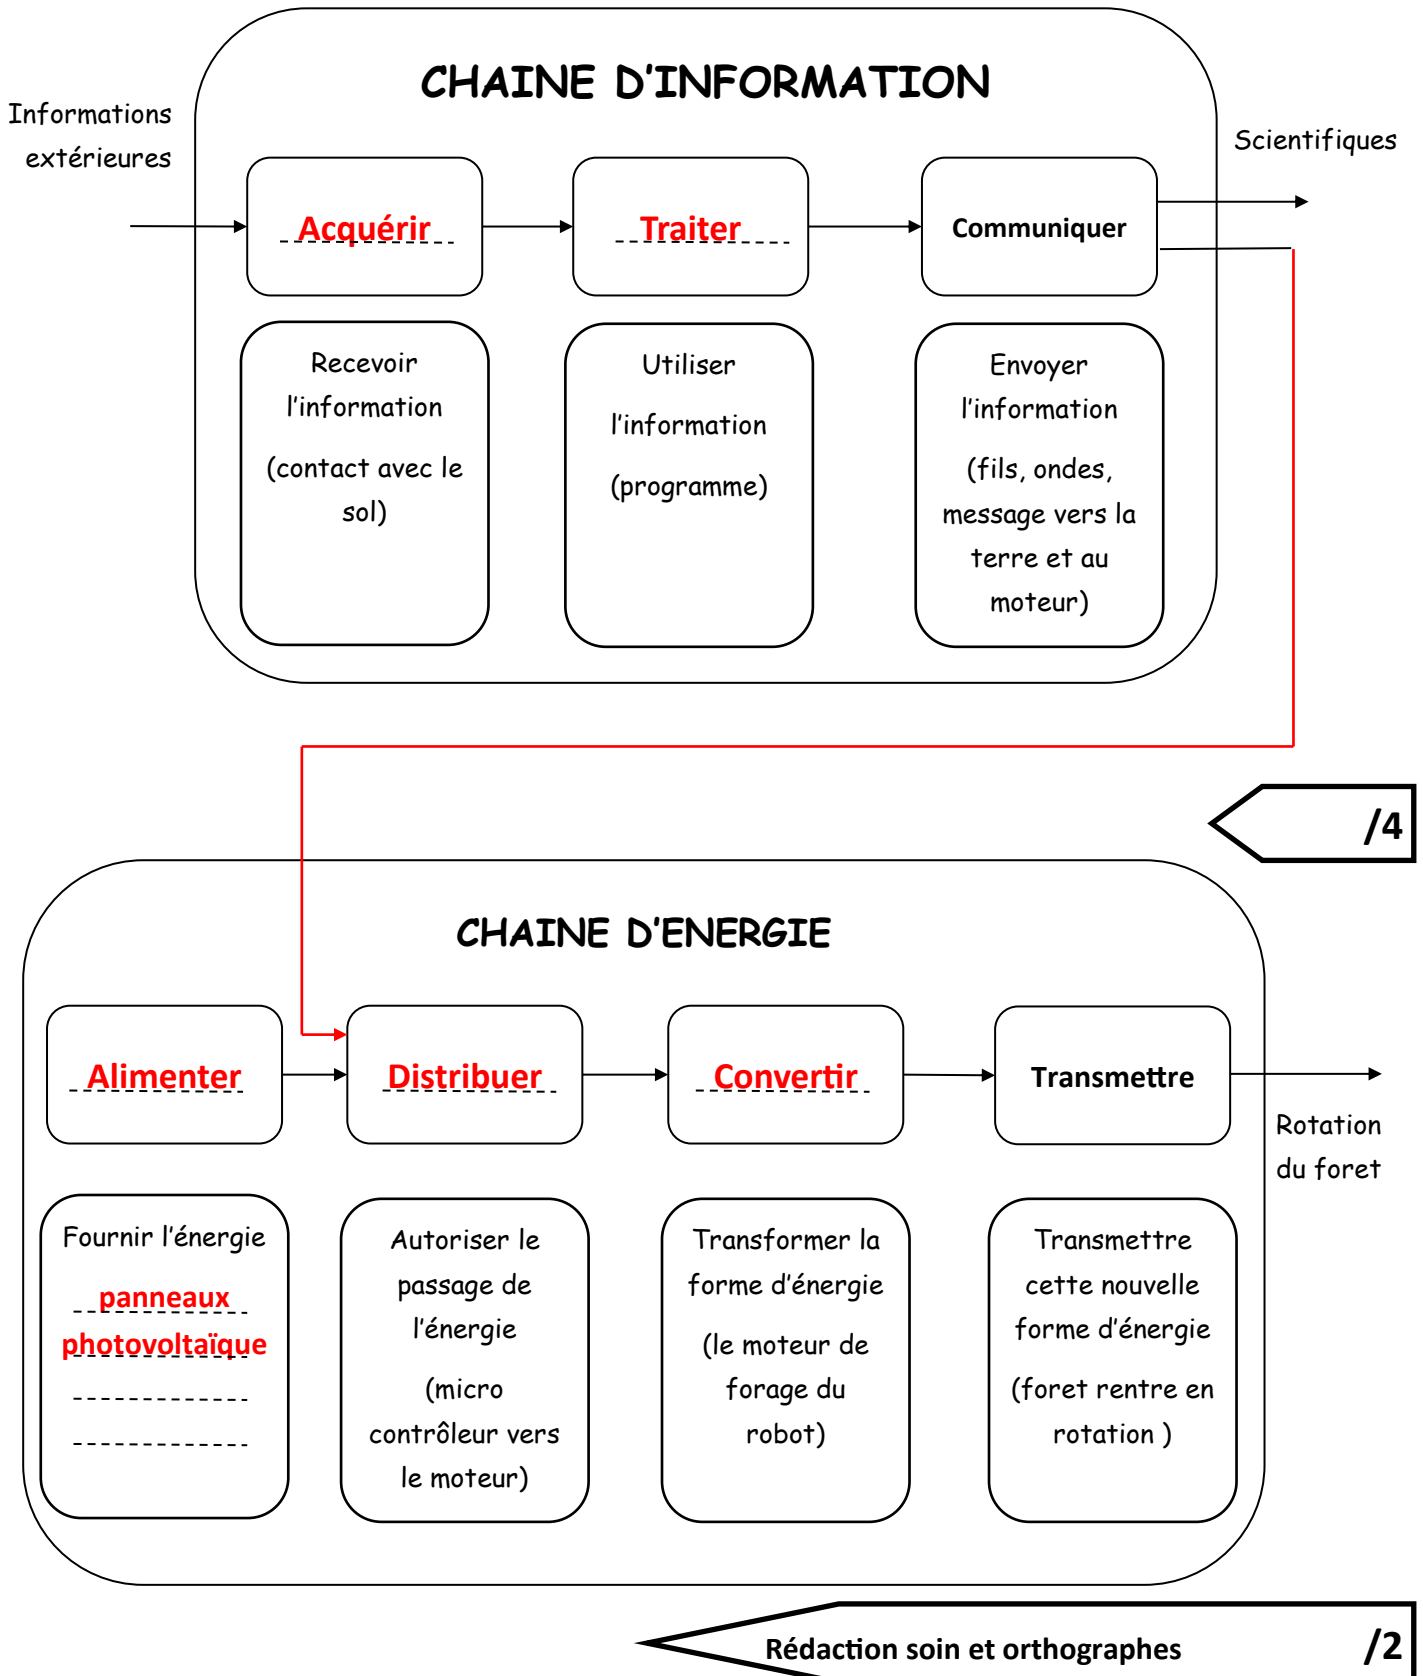 CHAINE D'INFORMATION
Informations
extérieures
Scientifiques
Acquérir
Traiter
Communiquer
Recevoir
l'information
(contact avec le
sol)
Utiliser
l'information
(programme)
Envoyer
l'information
(fils, ondes,
message vers la
terre et au
moteur)
/4
CHAINE D'ENERGIE
Alimenter
Distribuer
Convertir
Transmettre
Rotation
du foret
Fournir l'énergie
panneaux
photovoltaïque
Autoriser le
passage de
l'énergie
(micro
contrôleur vers
le moteur)
Transformer la
forme d'énergie
(le moteur de
forage du
robot)
Transmettre
cette nouvelle
forme d'énergie
(foret rentre en
rotation )
Rédaction soin et orthographes
/2